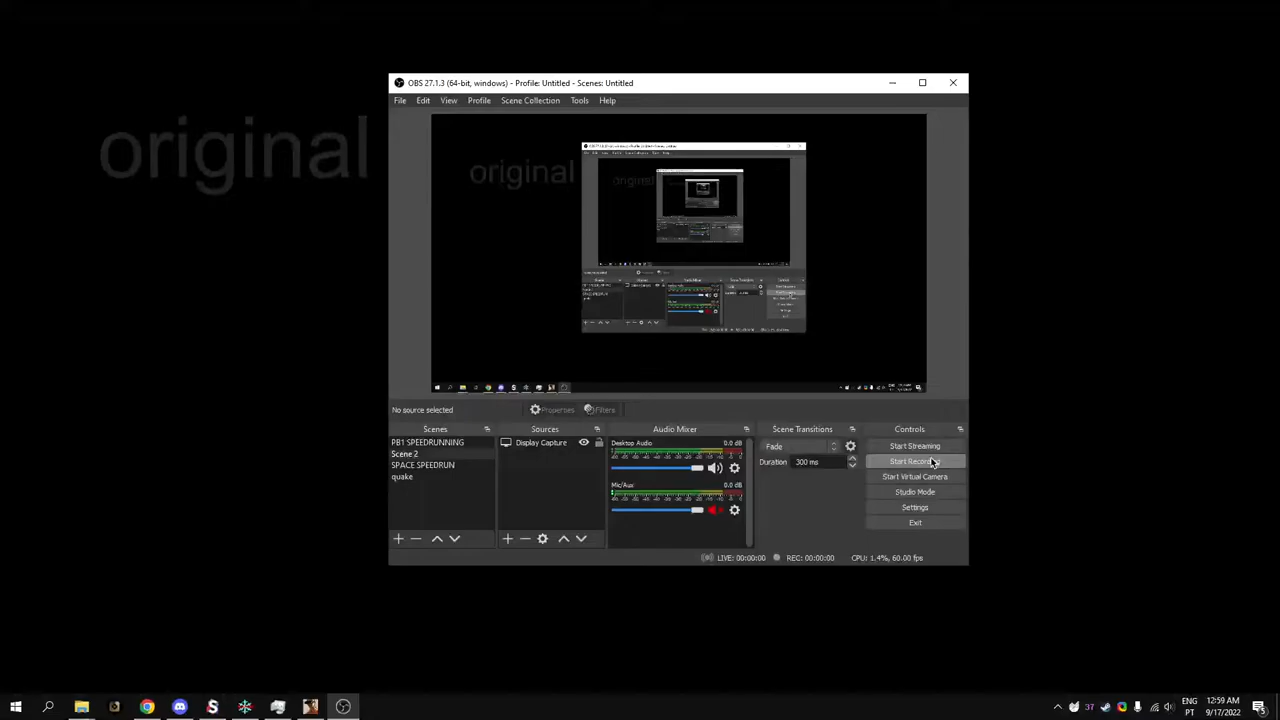 OBS 27.1.3 (64-bit, windows) - Profile: Untitled - Scenes: Untitled
File Edit View Profile Scene Collection Tools Help
original
original
No source selected
Properties
Filters
Scenes
PB1 SPEEDRUNNING
Scene 2
SPACE SPEEDRUN
quake
Sources
Display Capture
Audio Mixer
Desktop Audio 0.0 dB
Mic/Aux 0.0 dB
Scene Transitions
Fade
Duration 300 ms
Controls
Start Streaming
Start Recording
Start Virtual Camera
Studio Mode
Settings
Exit
LIVE: 00:00:00 REC: 00:00:00 CPU: 1.4%, 60.00 fps
37
ENG
PT
12:59 AM
9/17/2022